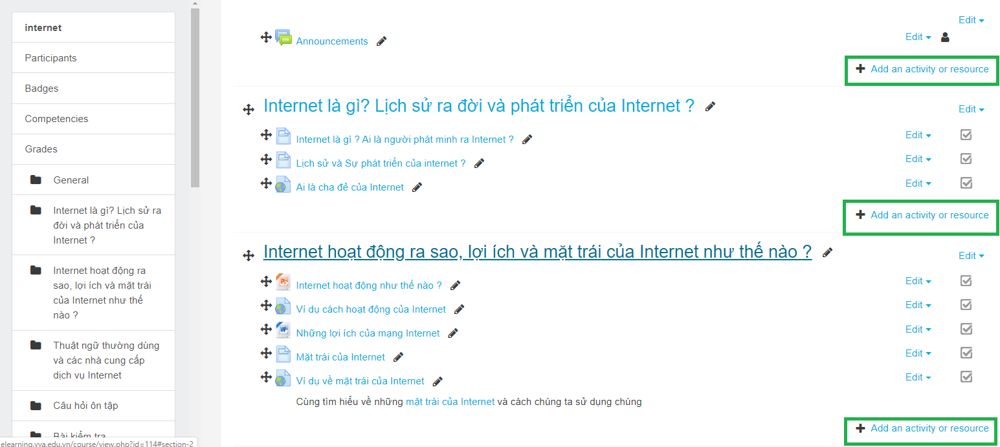 internet
Participants
Badges
Competencies
Grades
General
Internet là gì? Lịch sử ra
đời và phát triển của
Internet ?
Internet hoạt động ra
sao, lợi ích và mặt trái
của Internet như thế
nào ?
Thuật ngữ thường dùng
và các nhà cung cấp
dịch vụ Internet
Câu hỏi ôn tập
Bài kiểm tra
elearning.vya.edu.vn/course/view.php?id=114#section-2
Edit
Announcements Edit
Add an activity or resource
Internet là gì? Lịch sử ra đời và phát triển của Internet ? Edit
Internet là gì ? Ai là người phát minh ra Internet ? Edit
Lịch sử và Sự phát triển của internet ? Edit
Ai là cha đẻ của Internet Edit
Add an activity or resource
Internet hoạt động ra sao, lợi ích và mặt trái của Internet như thế nào ? Edit
Internet hoạt động như thế nào ? Edit
Ví dụ cách hoạt động của Internet Edit
Những lợi ích của mạng Internet Edit
Mặt trái của Internet Edit
Ví dụ về mặt trái của Internet Edit
Cùng tìm hiểu về những mặt trái của Internet và cách chúng ta sử dụng chúng
Add an activity or resource